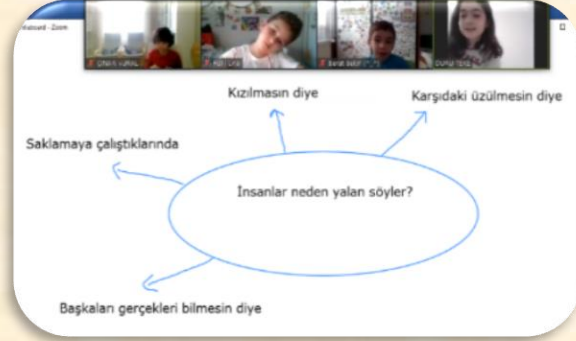 Kızılmasın diye
Karşıdaki üzülmesin diye
Saklamaya çalıştıklarında
İnsanlar neden yalan söyler?
Başkaları gerçekleri bilmesin diye